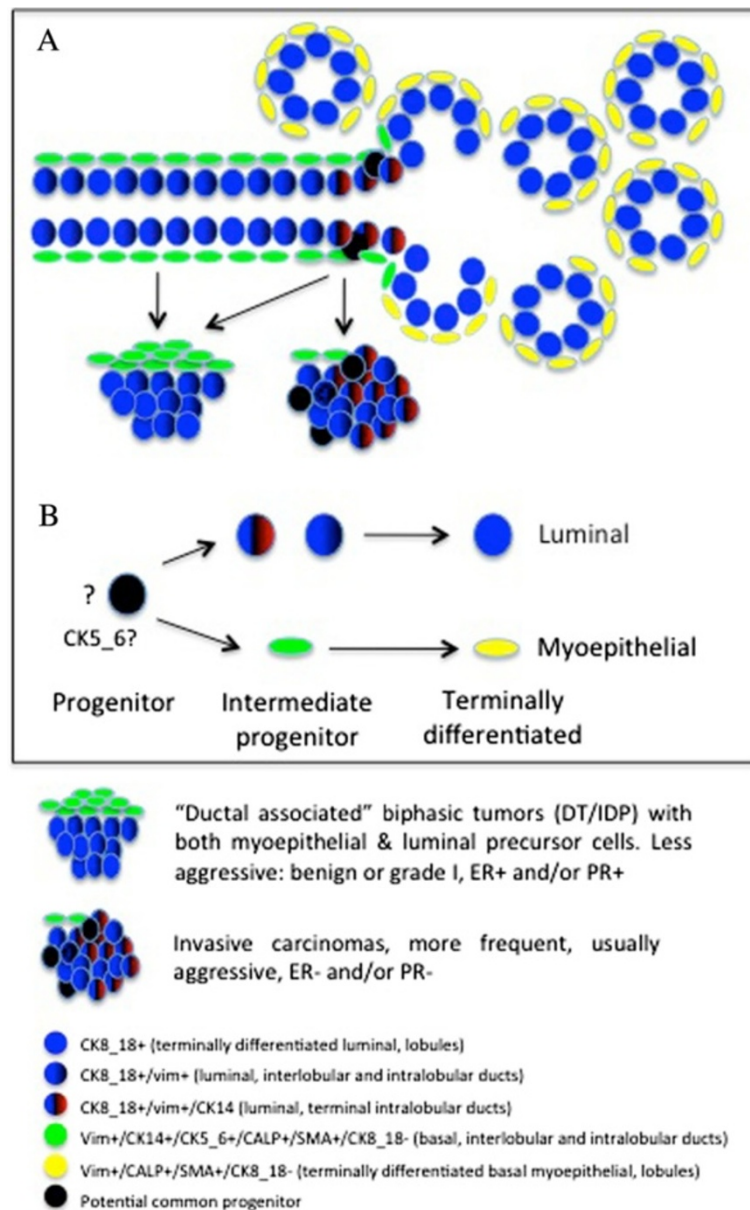 A
B
Luminal
?
CK5_6?
Myoepithelial
Progenitor
Intermediate
progenitor
Terminally
differentiated
“Ductal associated” biphasic tumors (DT/IDP) with
both myoepithelial & luminal precursor cells. Less
aggressive: benign or grade I, ER+ and/or PR+
Invasive carcinomas, more frequent, usually
aggressive, ER- and/or PR-
CK8_18+ (terminally differentiated luminal, lobules)
CK8_18+/vim+ (luminal, interlobular and intralobular ducts)
CK8_18+/vim+/CK14 (luminal, terminal intralobular ducts)
Vim+/CK14+/CK5_6+/CALP+/SMA+/CK8_18- (basal, interlobular and intralobular ducts)
Vim+/CALP+/SMA+/CK8_18- (terminally differentiated basal myoepithelial, lobules)
Potential common progenitor